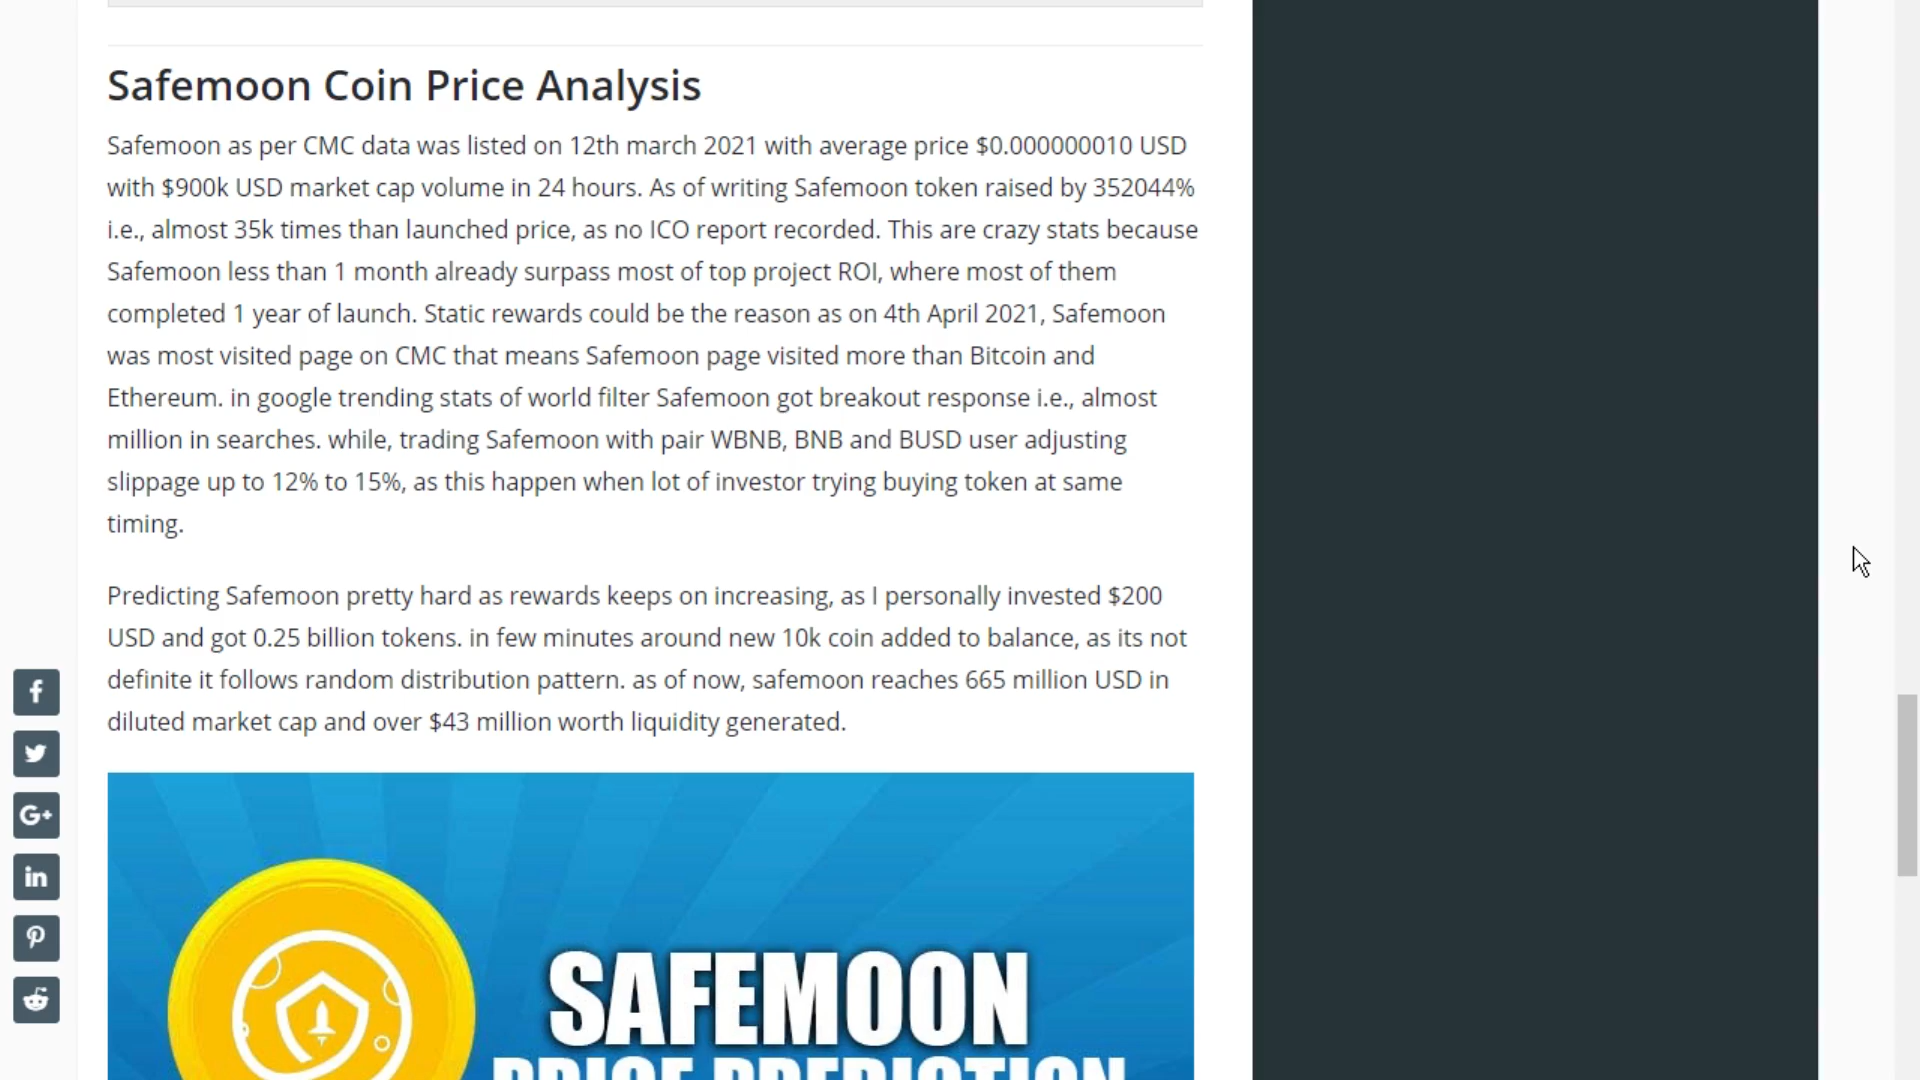 Safemoon Coin Price Analysis
Safemoon as per CMC data was listed on 12th march 2021 with average price $0.000000010 USD
with $900k USD market cap volume in 24 hours. As of writing Safemoon token raised by 352044%
i.e., almost 35k times than launched price, as no ICO report recorded. This are crazy stats because
Safemoon less than 1 month already surpass most of top project ROI, where most of them
completed 1 year of launch. Static rewards could be the reason as on 4th April 2021, Safemoon
was most visited page on CMC that means Safemoon page visited more than Bitcoin and
Ethereum. in google trending stats of world filter Safemoon got breakout response i.e., almost
million in searches. while, trading Safemoon with pair WBNB, BNB and BUSD user adjusting
slippage up to 12% to 15%, as this happen when lot of investor trying buying token at same
timing.
Predicting Safemoon pretty hard as rewards keeps on increasing, as I personally invested $200
USD and got 0.25 billion tokens. in few minutes around new 10k coin added to balance, as its not
definite it follows random distribution pattern. as of now, safemoon reaches 665 million USD in
diluted market cap and over $43 million worth liquidity generated.
SAFEMOON
PRICE PREDICTION